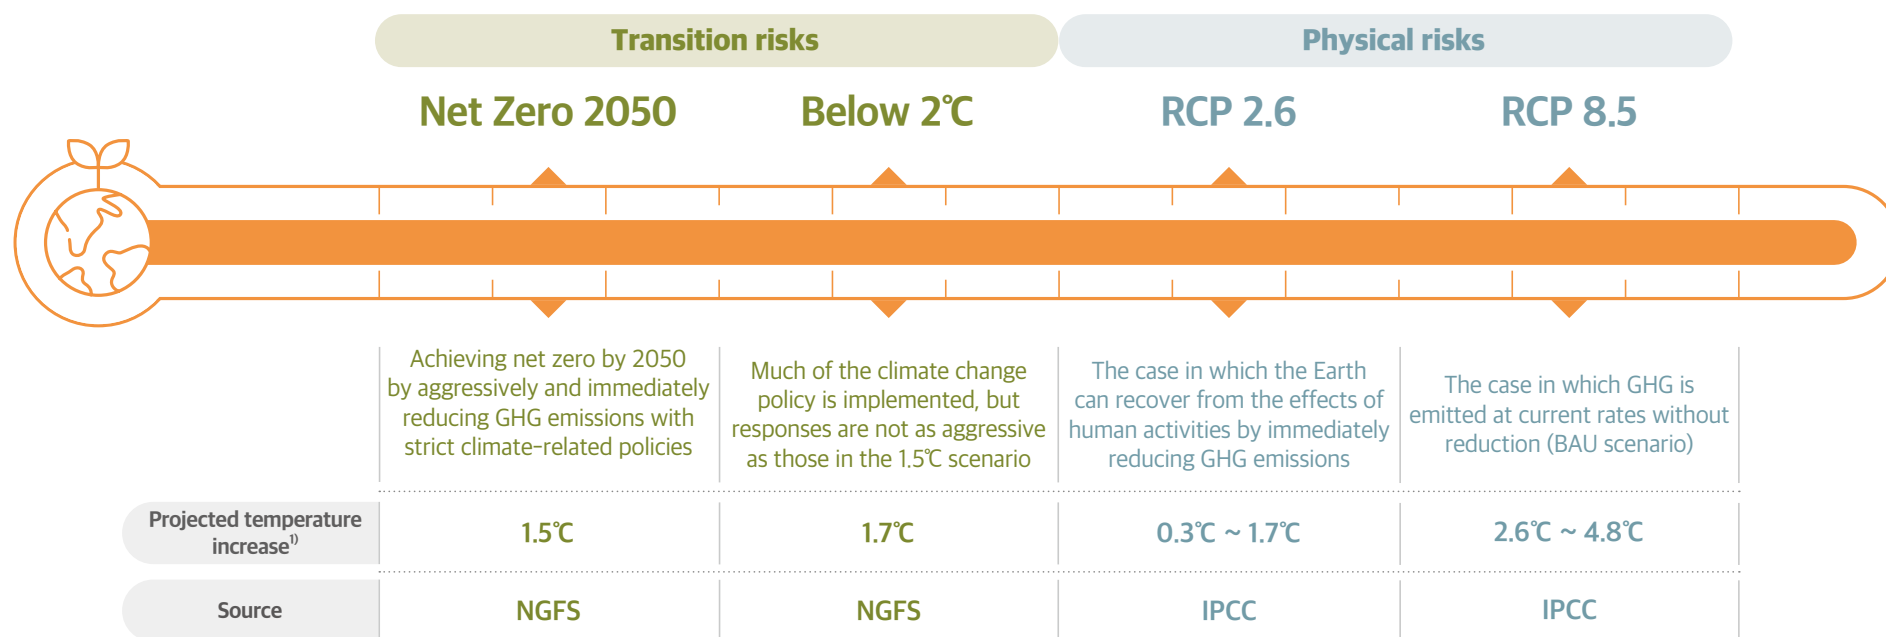 Transition risks
Physical risks
Net Zero 2050
Below 2℃
RCP 2.6
RCP 8.5
Achieving net zero by 2050
by aggressively and immediately
reducing GHG emissions with
strict climate-related policies
Much of the climate change
policy is implemented, but
responses are not as aggressive
as those in the 1.5℃ scenario
The case in which the Earth
can recover from the effects of
human activities by immediately
reducing GHG emissions
The case in which GHG is
emitted at current rates without
reduction (BAU scenario)
Projected temperature
increase¹⁾
1.5℃
1.7℃
0.3℃ ~ 1.7℃
2.6℃ ~ 4.8℃
Source
NGFS
NGFS
IPCC
IPCC